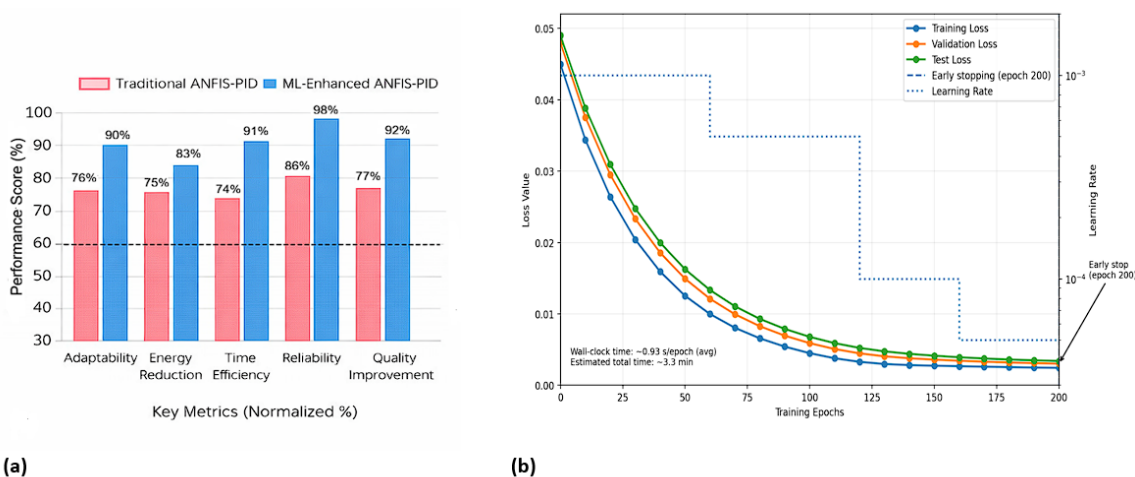 Traditional ANFIS-PID ML-Enhanced ANFIS-PID
Performance Score (%)
100
90
80
70
60
50
40
30
76% 90% 75% 83% 74% 91% 86% 98% 77% 92%
Adaptability Energy Reduction Time Efficiency Reliability Quality Improvement
Key Metrics (Normalized %)
(a)
Loss Value
0.05
0.04
0.03
0.02
0.01
0.00
Training Loss
Validation Loss
Test Loss
Early stopping (epoch 200)
Learning Rate
10⁻³
10⁻⁴
Learning Rate
Early stop
(epoch 200)
Wall-clock time: ~0.93 s/epoch (avg)
Estimated total time: ~3.3 min
0 25 50 75 100 125 150 175 200
Training Epochs
(b)